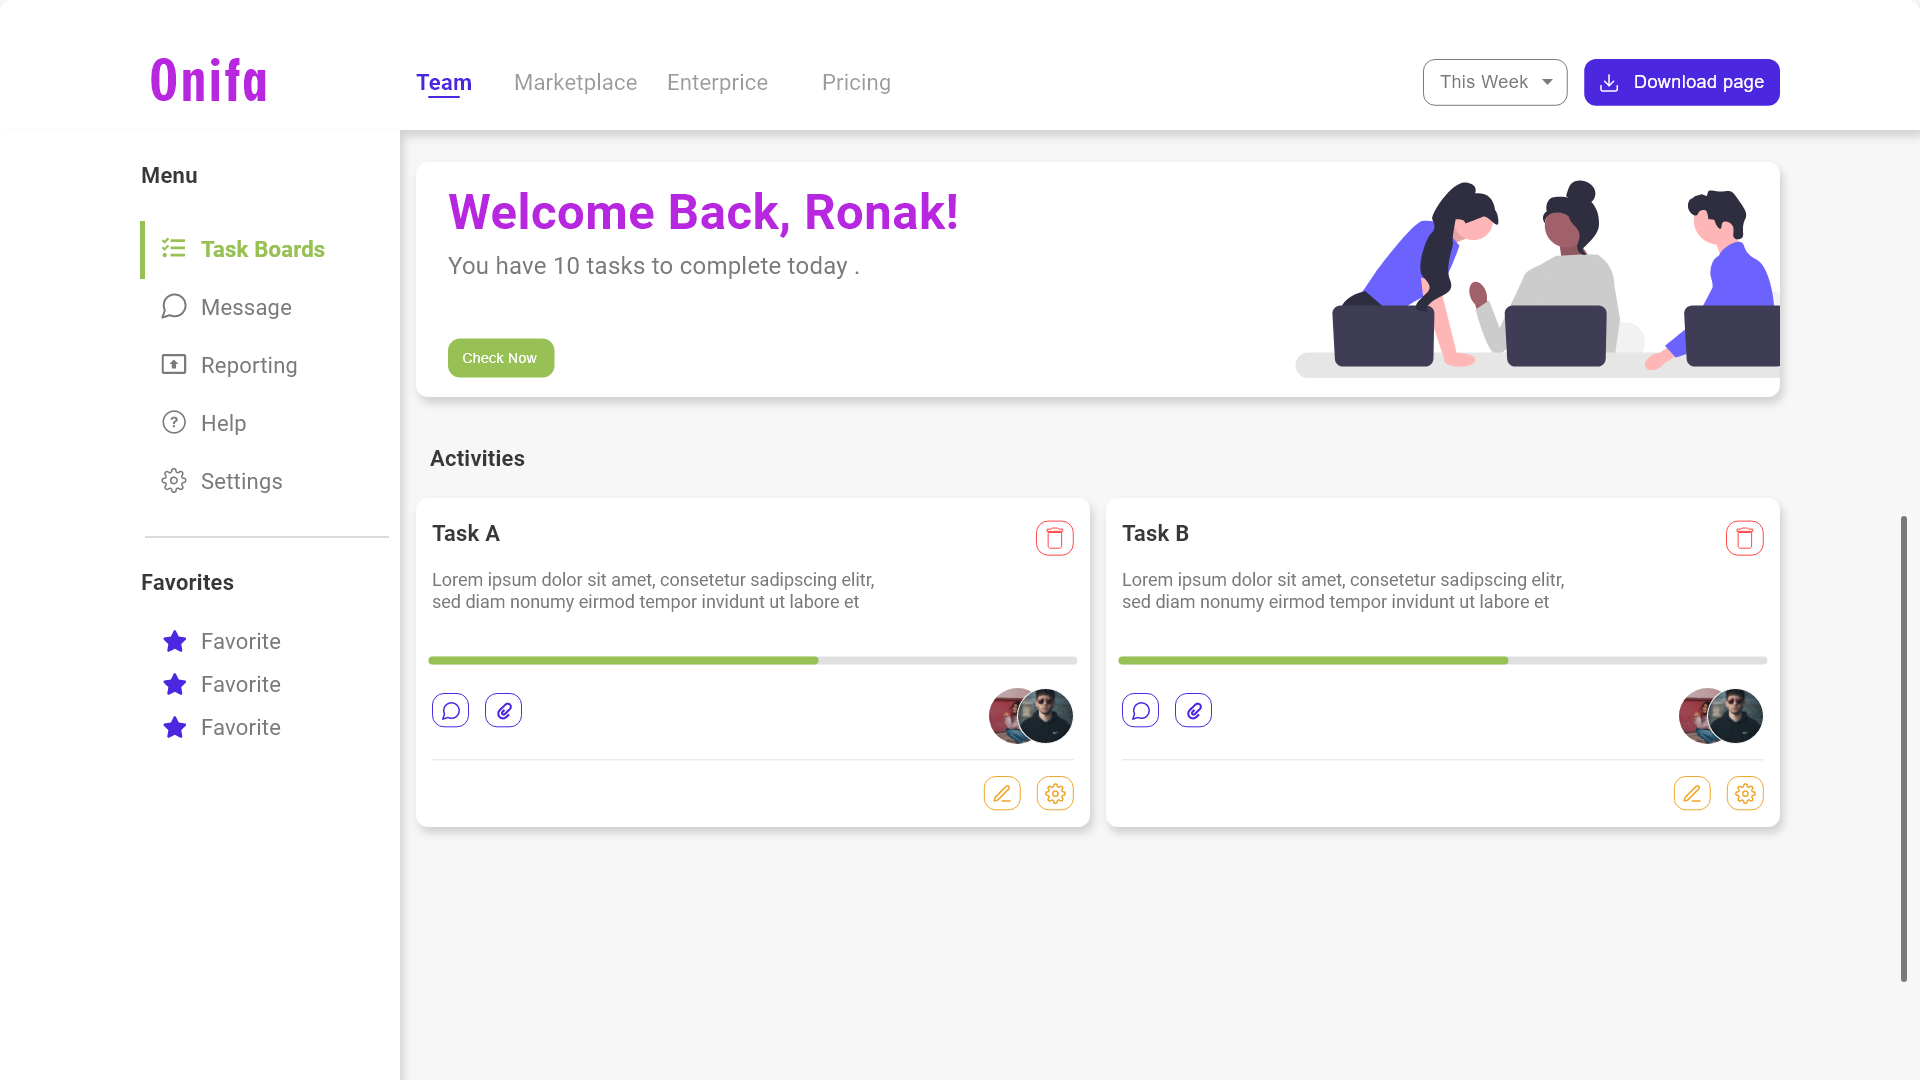 Onifa
Team
Marketplace
Enterprice
Pricing
This Week
Download page
Menu
Task Boards
Message
Reporting
Help
Settings
Favorites
Favorite
Favorite
Favorite
Welcome Back, Ronak!
You have 10 tasks to complete today .
Check Now
Activities
Task A
Lorem ipsum dolor sit amet, consetetur sadipscing elitr,
sed diam nonumy eirmod tempor invidunt ut labore et
Task B
Lorem ipsum dolor sit amet, consetetur sadipscing elitr,
sed diam nonumy eirmod tempor invidunt ut labore et